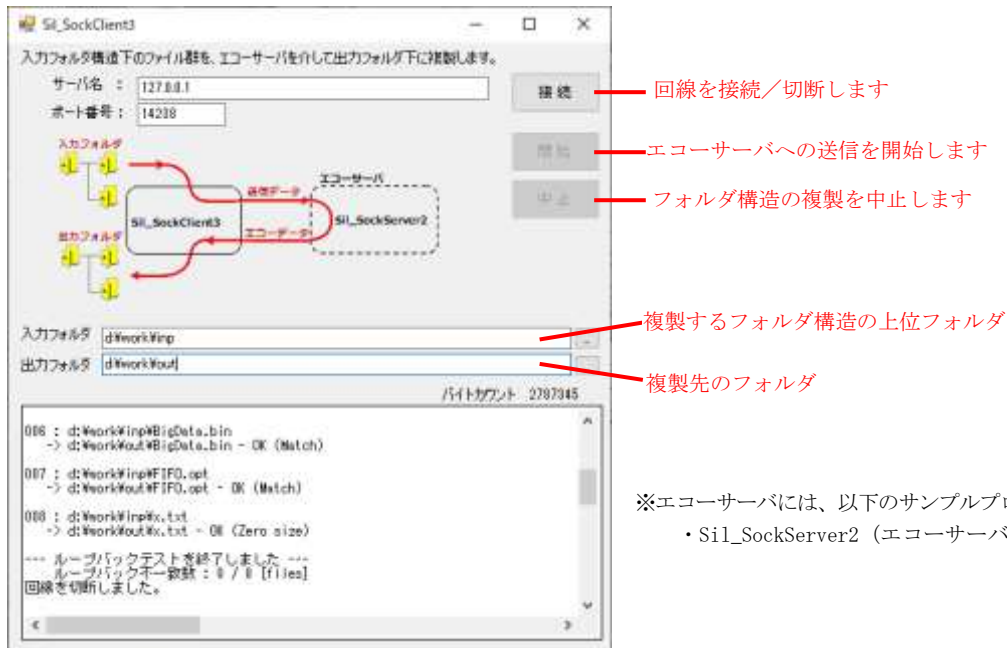 Sil_SockClient3
入力フォルダ構造下のファイル群を、エコーサーバを介して出力フォルダ下に複製します。
サーバ名 : 127.0.0.1
接続
回線を接続／切断します
ポート番号 : 14238
入力フォルダ
開始
エコーサーバへの送信を開始します
エコーサーバ
送信データ
中止
フォルダ構造の複製を中止します
Sil_SockClient3
Sil_SockServer2
エコーデータ
出力フォルダ
入力フォルダ d¥work¥inp
複製するフォルダ構造の上位フォルダ
出力フォルダ d¥work¥out
複製先のフォルダ
バイトカウント 2787345
006 : d:¥work¥inp¥BigData.bin
-> d:¥work¥out¥BigData.bin - OK (Match)
007 : d:¥work¥inp¥FIFO.opt
-> d:¥work¥out¥FIFO.opt - OK (Match)
008 : d:¥work¥inp¥x.txt
-> d:¥work¥out¥x.txt - OK (Zero size)
--- ループバックテストを終了しました ---
ループバック不一致数 : 0 / 8 [files]
回線を切断しました。
※エコーサーバには、以下のサンプルプロ
・Sil_SockServer2（エコーサーバ